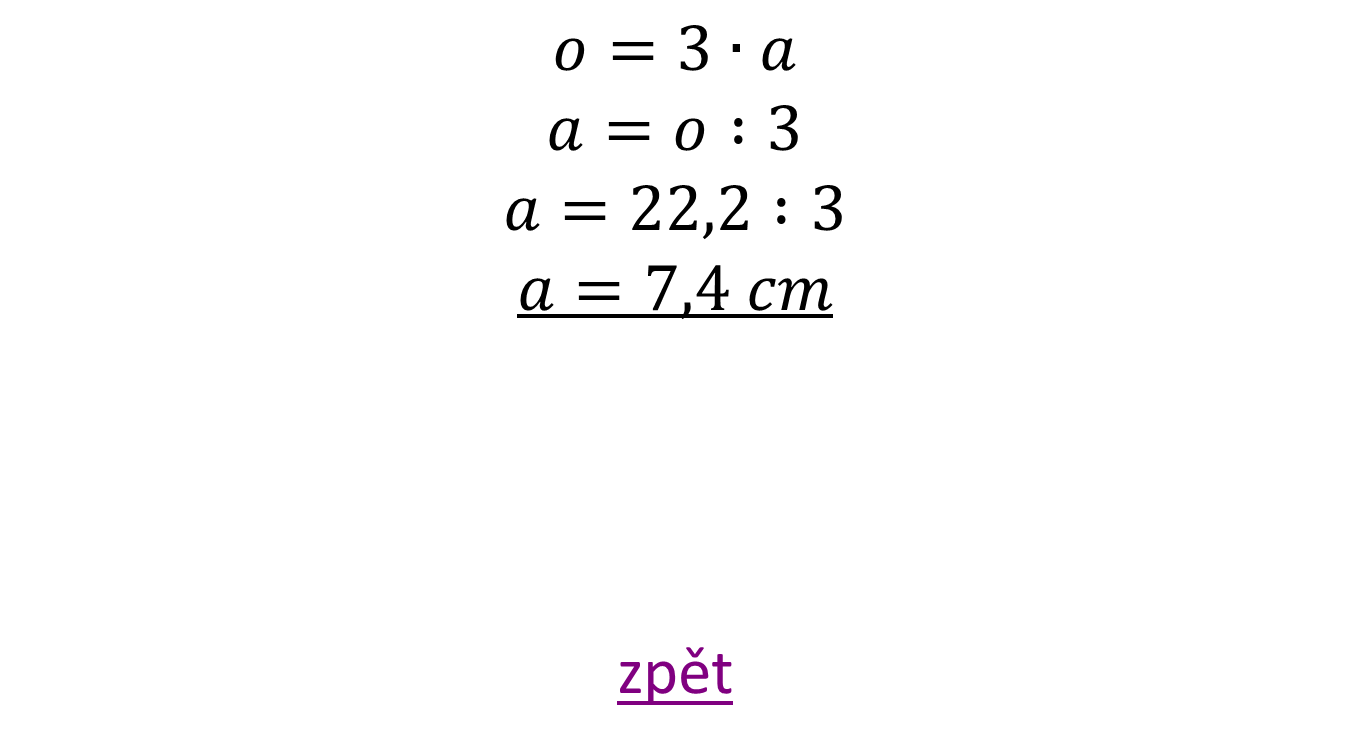 o = 3 · a
a = o : 3
a = 22,2 : 3
a = 7,4 cm
zpět